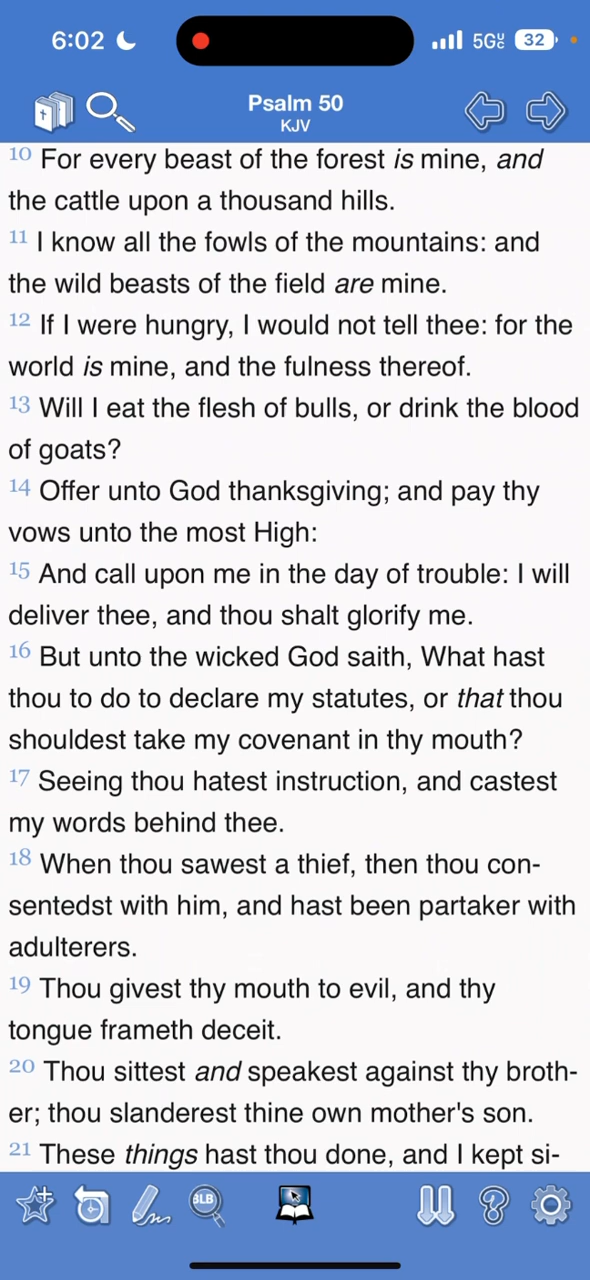 6:02
5G UC 32
Psalm 50
KJV
10 For every beast of the forest is mine, and
the cattle upon a thousand hills.
11 I know all the fowls of the mountains: and
the wild beasts of the field are mine.
12 If I were hungry, I would not tell thee: for the
world is mine, and the fulness thereof.
13 Will I eat the flesh of bulls, or drink the blood
of goats?
14 Offer unto God thanksgiving; and pay thy
vows unto the most High:
15 And call upon me in the day of trouble: I will
deliver thee, and thou shalt glorify me.
16 But unto the wicked God saith, What hast
thou to do to declare my statutes, or that thou
shouldest take my covenant in thy mouth?
17 Seeing thou hatest instruction, and castest
my words behind thee.
18 When thou sawest a thief, then thou con-
sentedst with him, and hast been partaker with
adulterers.
19 Thou givest thy mouth to evil, and thy
tongue frameth deceit.
20 Thou sittest and speakest against thy broth-
er; thou slanderest thine own mother's son.
21 These things hast thou done, and I kept si-
BLB